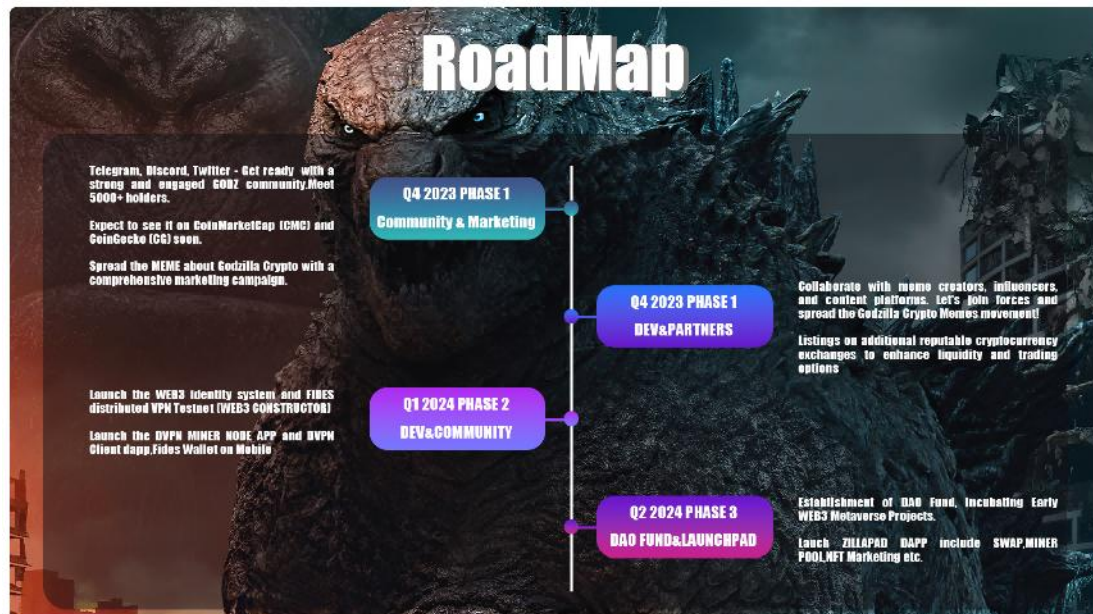 RoadMap
Telegram, Discord, Twitter - Get ready with a
strong and engaged GODZ community.Meet
5000+ holders.
Expect to see it on CoinMarketCap (CMC) and
CoinGecko (CG) soon.
Spread the MEME about Godzilla Crypto with a
comprehensive marketing campaign.
Q4 2023 PHASE 1
Community & Marketing
Q4 2023 PHASE 1
DEV&PARTNERS
Collaborate with meme creators, influencers,
and content platforms. Let's join forces and
spread the Godzilla Crypto Memes movement!
Listings on additional reputable cryptocurrency
exchanges to enhance liquidity and trading
options
Launch the WEB3 Identity system and FIDES
distributed VPN Testnet (WEB3 CONSTRUCTOR)
Launch the DVPN MINER NODE APP and DVPN
Client dapp,Fides Wallet on Mobile
Q1 2024 PHASE 2
DEV&COMMUNITY
Q2 2024 PHASE 3
DAO FUND&LAUNCHPAD
Establishment of DAO Fund, Incubating Early
WEB3 Metaverse Projects.
Lauch ZILLAPAD DAPP include SWAP,MINER
POOL,NFT Marketing etc.